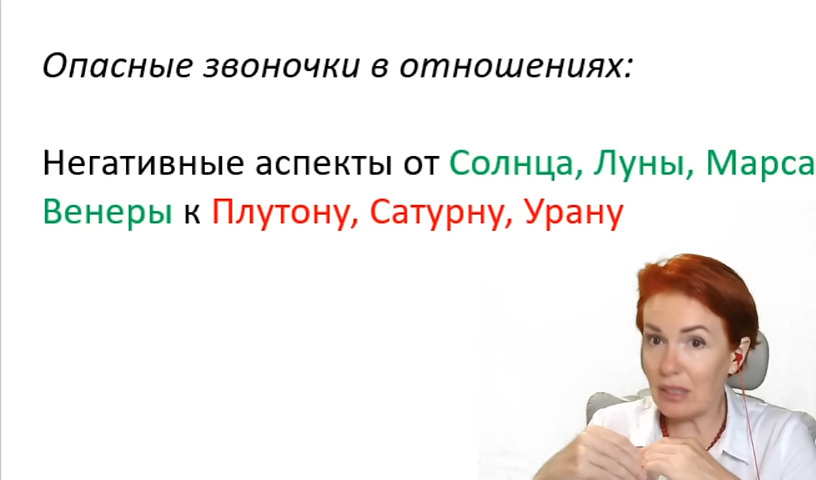 Опасные звоночки в отношениях:
Негативные аспекты от Солнца, Луны, Марса
Венеры к Плутону, Сатурну, Урану